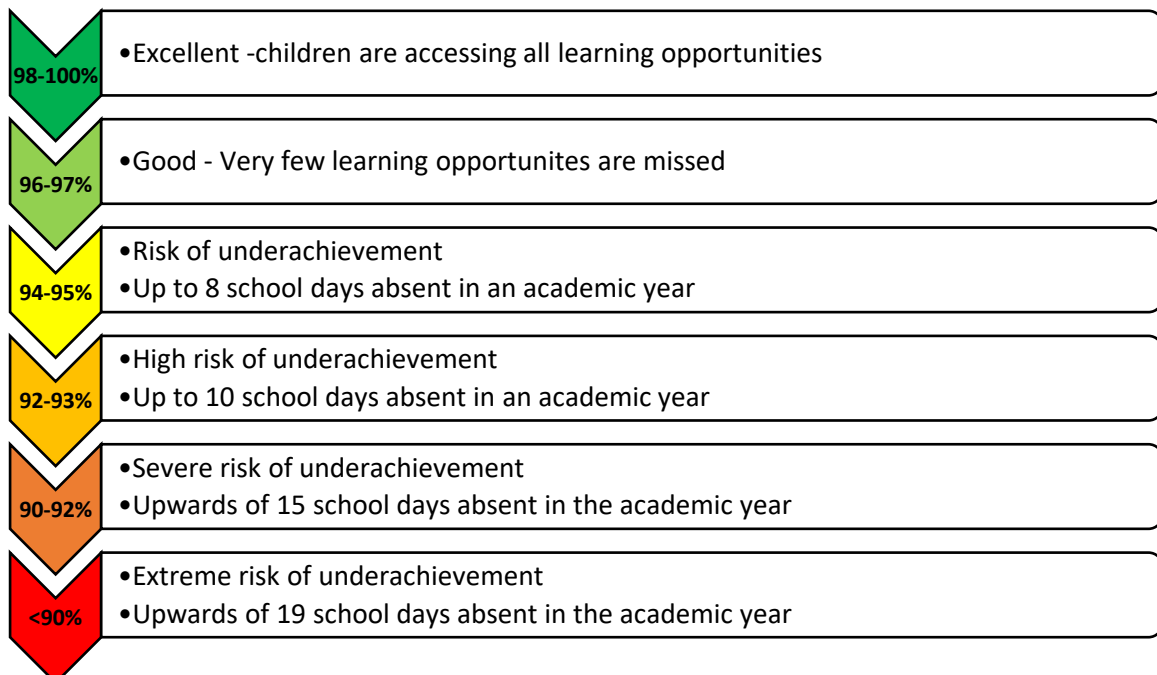 98-100%
•Excellent -children are accessing all learning opportunities
96-97%
•Good - Very few learning opportunites are missed
94-95%
•Risk of underachievement
•Up to 8 school days absent in an academic year
92-93%
•High risk of underachievement
•Up to 10 school days absent in an academic year
90-92%
•Severe risk of underachievement
•Upwards of 15 school days absent in the academic year
<90%
•Extreme risk of underachievement
•Upwards of 19 school days absent in the academic year